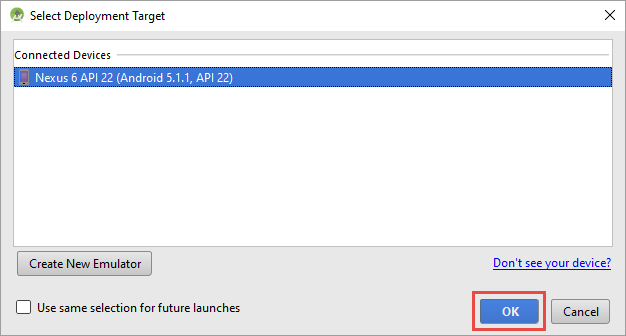 Select Deployment Target
Connected Devices
Nexus 6 API 22 (Android 5.1.1, API 22)
Create New Emulator
Don't see your device?
Use same selection for future launches
OK
Cancel